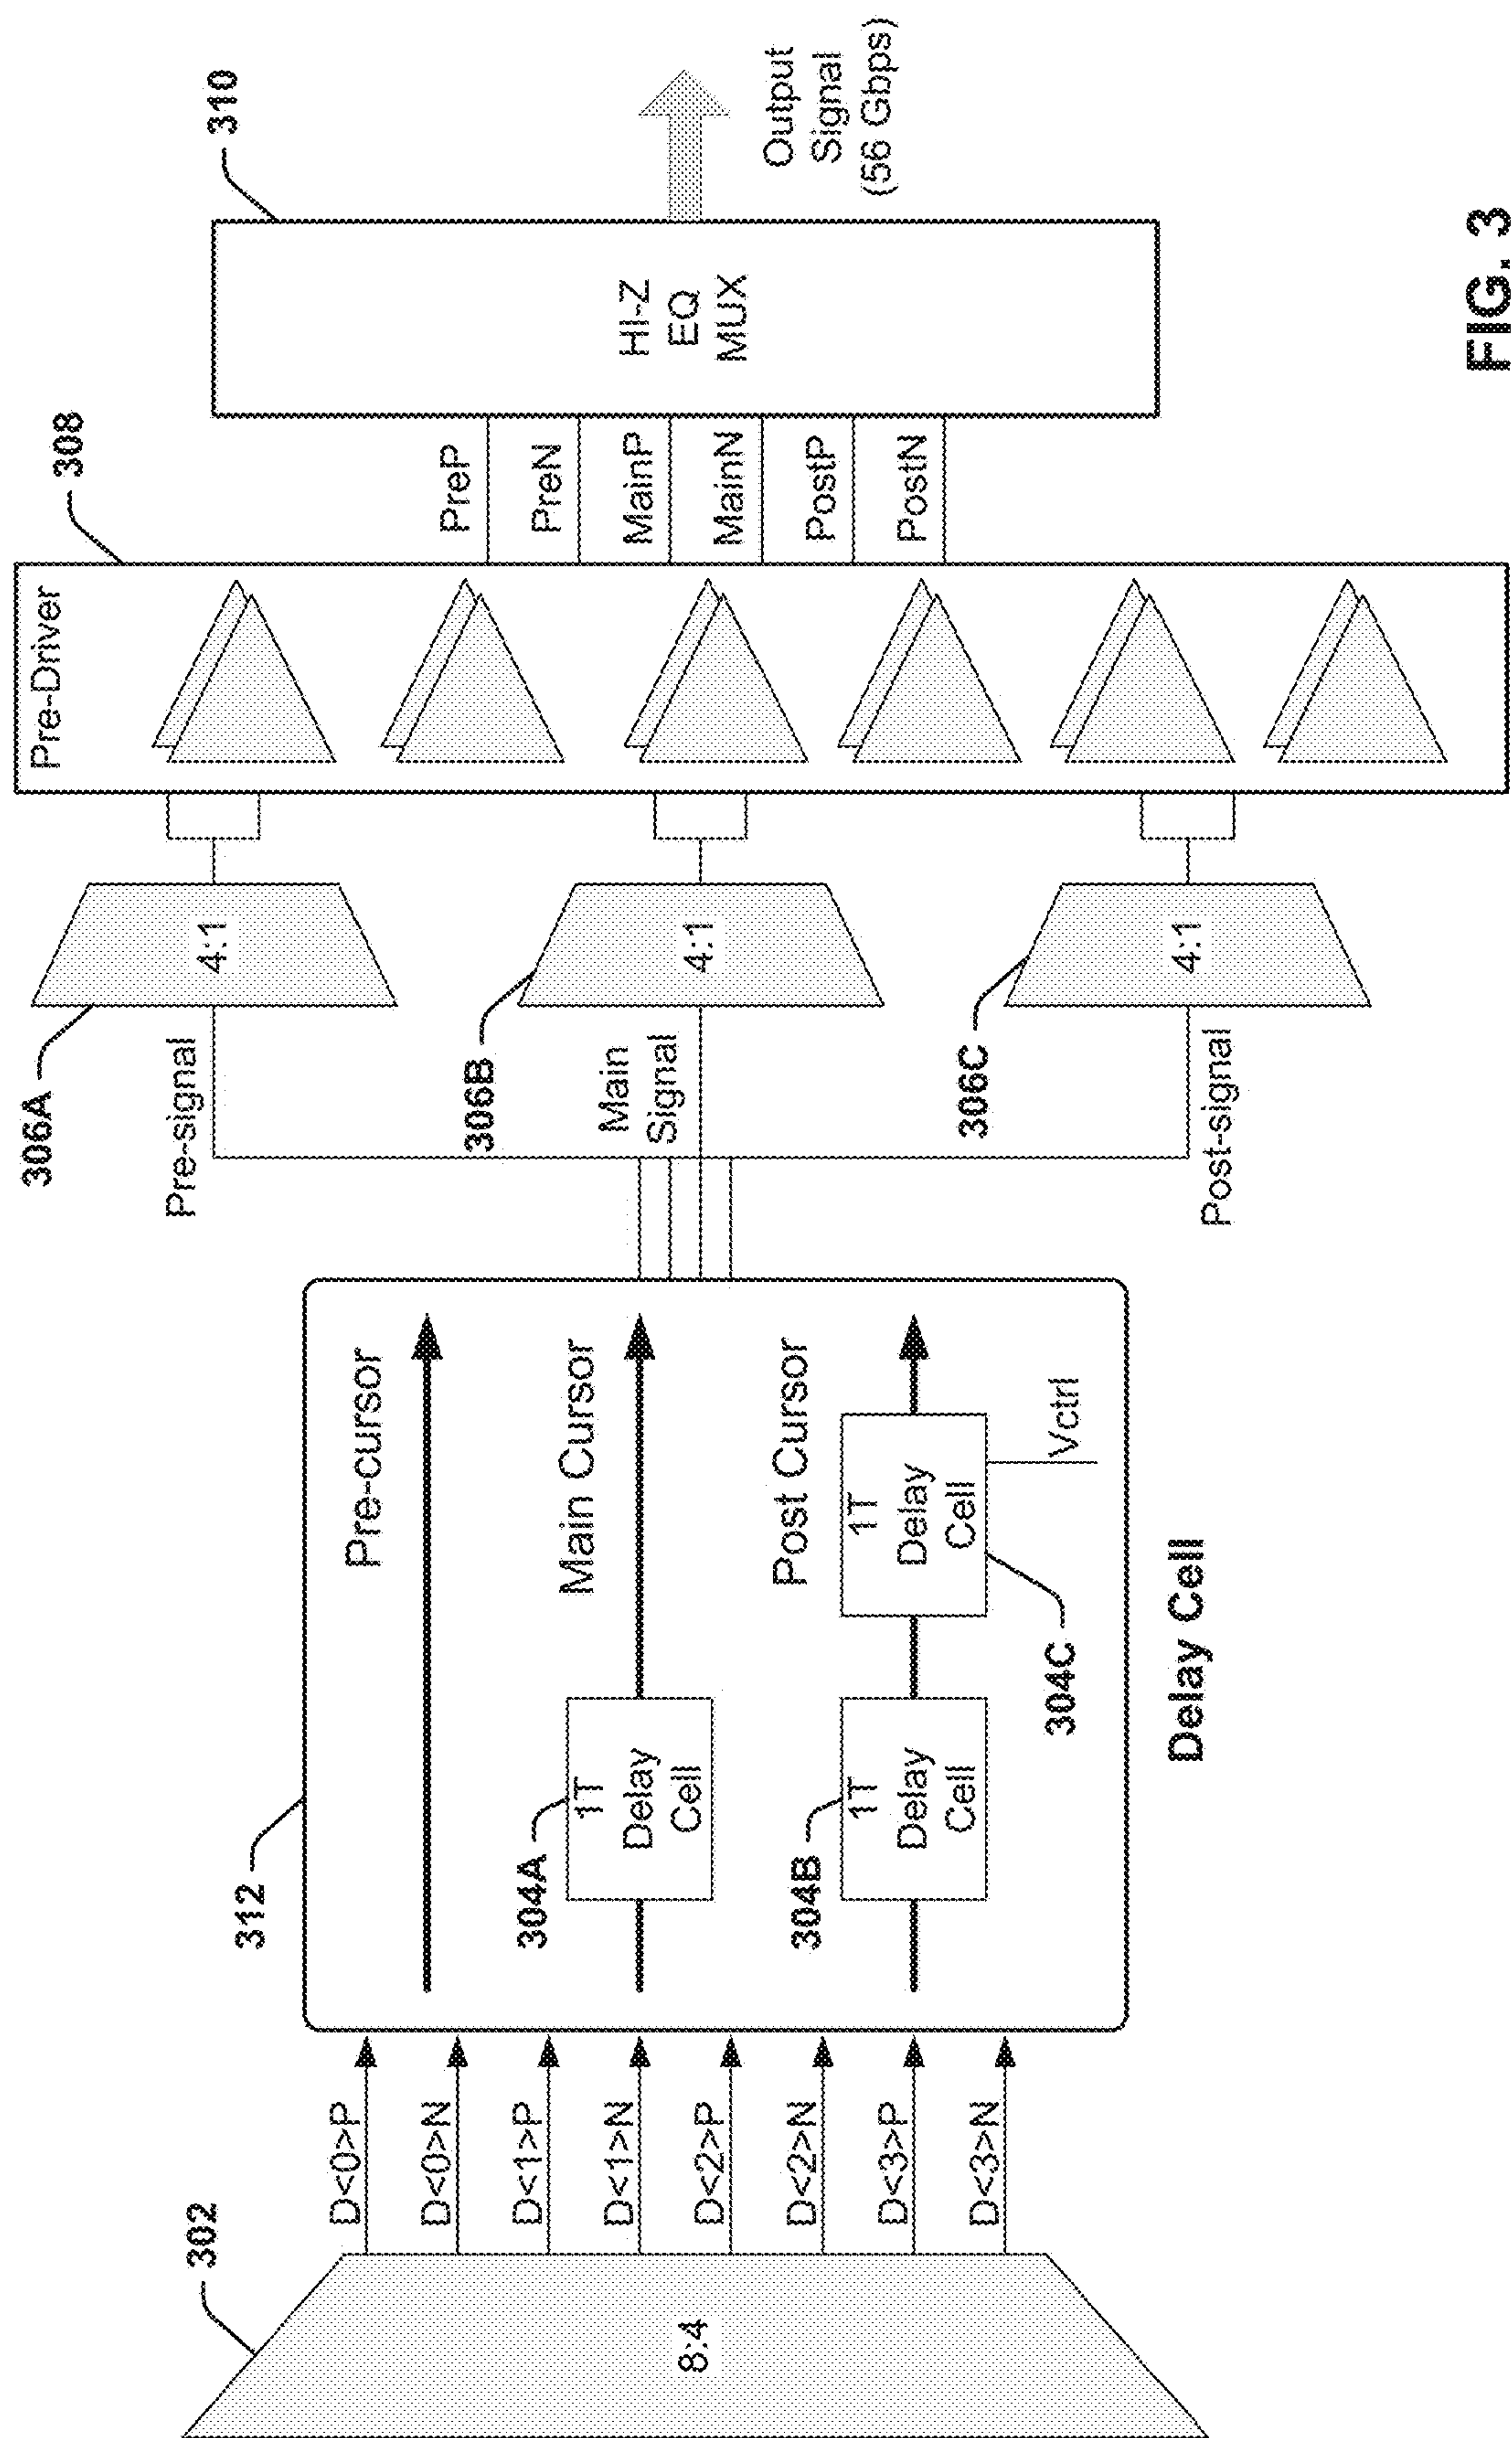 302
8:4
D<0>P
D<0>N
D<1>P
D<1>N
D<2>P
D<2>N
D<3>P
D<3>N
312
Pre-cursor
304A
1T
Delay
Cell
Main Cursor
304B
1T
Delay
Cell
Post Cursor
1T
Delay
Cell
304C
Vctrl
Delay Cell
306A
Pre-signal
4:1
306B
Main
Signal
4:1
306C
Post-signal
4:1
308
Pre-Driver
PreP
PreN
MainP
MainN
PostP
PostN
310
HI-Z
EQ
MUX
Output
Signal
(56 Gbps)
FIG. 3